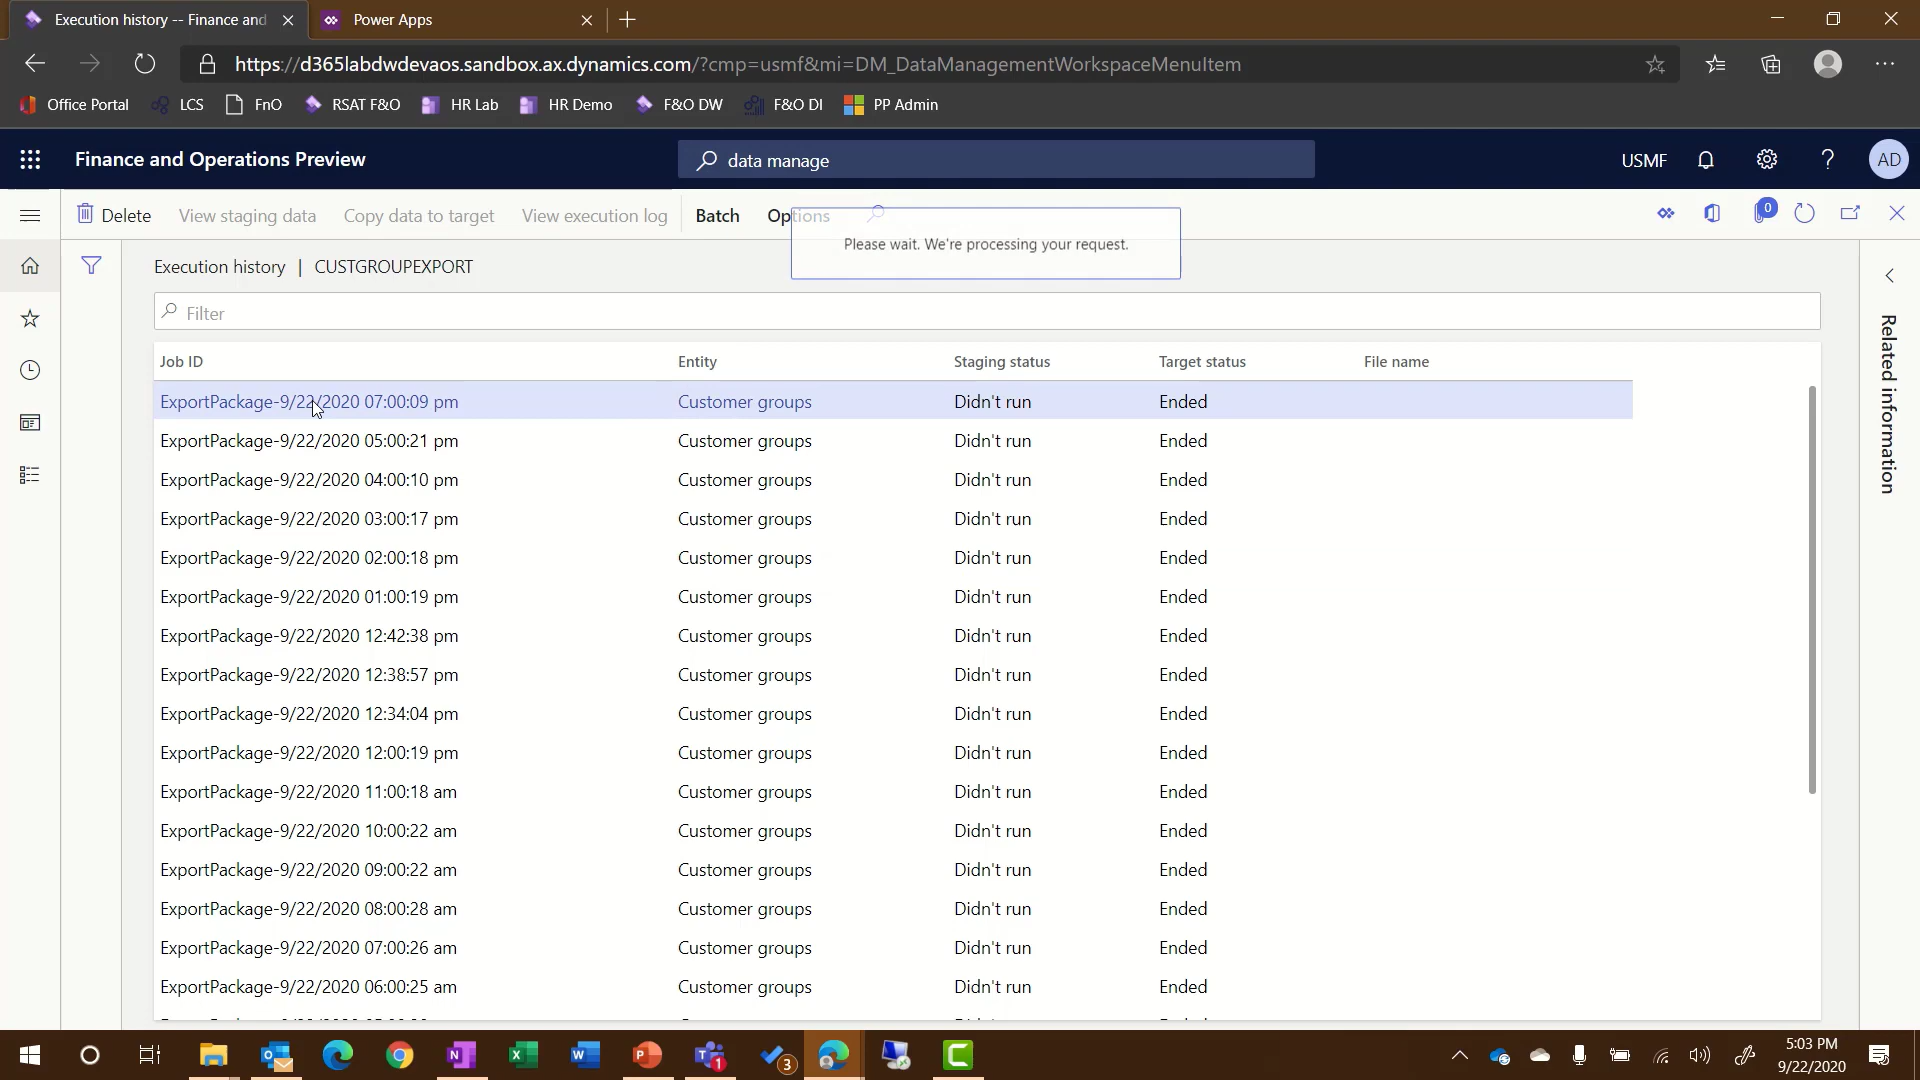 Execution history -- Finance and
Power Apps
https://d365labdwdevaos.sandbox.ax.dynamics.com/?cmp=usmf&mi=DM_DataManagementWorkspaceMenuItem
Office Portal
LCS
FnO
RSAT F&O
HR Lab
HR Demo
F&O DW
F&O DI
PP Admin
Finance and Operations Preview
data manage
USMF
?
AD
Delete
View staging data
Copy data to target
View execution log
Batch
Options
0
Please wait. We're processing your request.
Execution history | CUSTGROUPEXPORT
Filter
Related information
Job ID Entity Staging status Target status File name
ExportPackage-9/22/2020 07:00:09 pm Customer groups Didn't run Ended
ExportPackage-9/22/2020 05:00:21 pm Customer groups Didn't run Ended
ExportPackage-9/22/2020 04:00:10 pm Customer groups Didn't run Ended
ExportPackage-9/22/2020 03:00:17 pm Customer groups Didn't run Ended
ExportPackage-9/22/2020 02:00:18 pm Customer groups Didn't run Ended
ExportPackage-9/22/2020 01:00:19 pm Customer groups Didn't run Ended
ExportPackage-9/22/2020 12:42:38 pm Customer groups Didn't run Ended
ExportPackage-9/22/2020 12:38:57 pm Customer groups Didn't run Ended
ExportPackage-9/22/2020 12:34:04 pm Customer groups Didn't run Ended
ExportPackage-9/22/2020 12:00:19 pm Customer groups Didn't run Ended
ExportPackage-9/22/2020 11:00:18 am Customer groups Didn't run Ended
ExportPackage-9/22/2020 10:00:22 am Customer groups Didn't run Ended
ExportPackage-9/22/2020 09:00:22 am Customer groups Didn't run Ended
ExportPackage-9/22/2020 08:00:28 am Customer groups Didn't run Ended
ExportPackage-9/22/2020 07:00:26 am Customer groups Didn't run Ended
ExportPackage-9/22/2020 06:00:25 am Customer groups Didn't run Ended
1
3
5:03 PM
9/22/2020